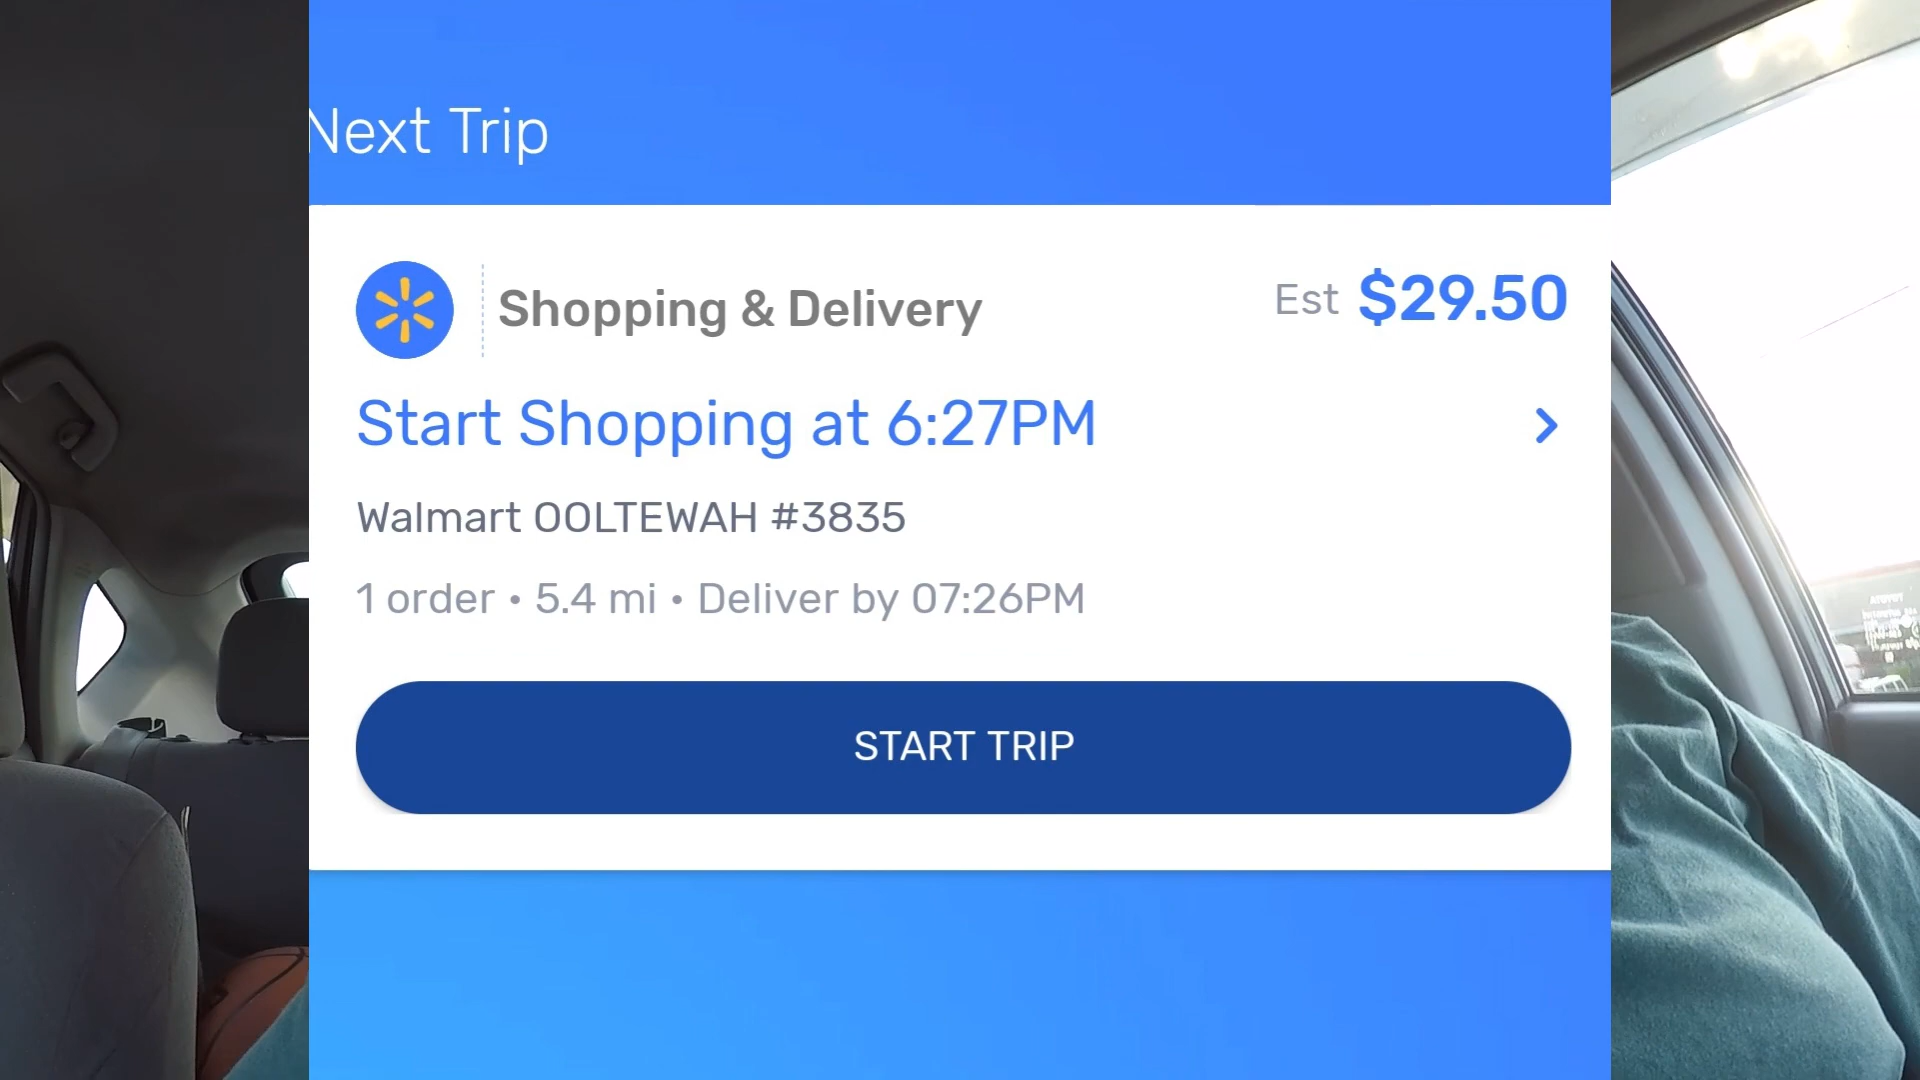 Next Trip
Shopping & Delivery
Est $29.50
Start Shopping at 6:27PM
Walmart OOLTEWAH #3835
1 order • 5.4 mi • Deliver by 07:26PM
START TRIP